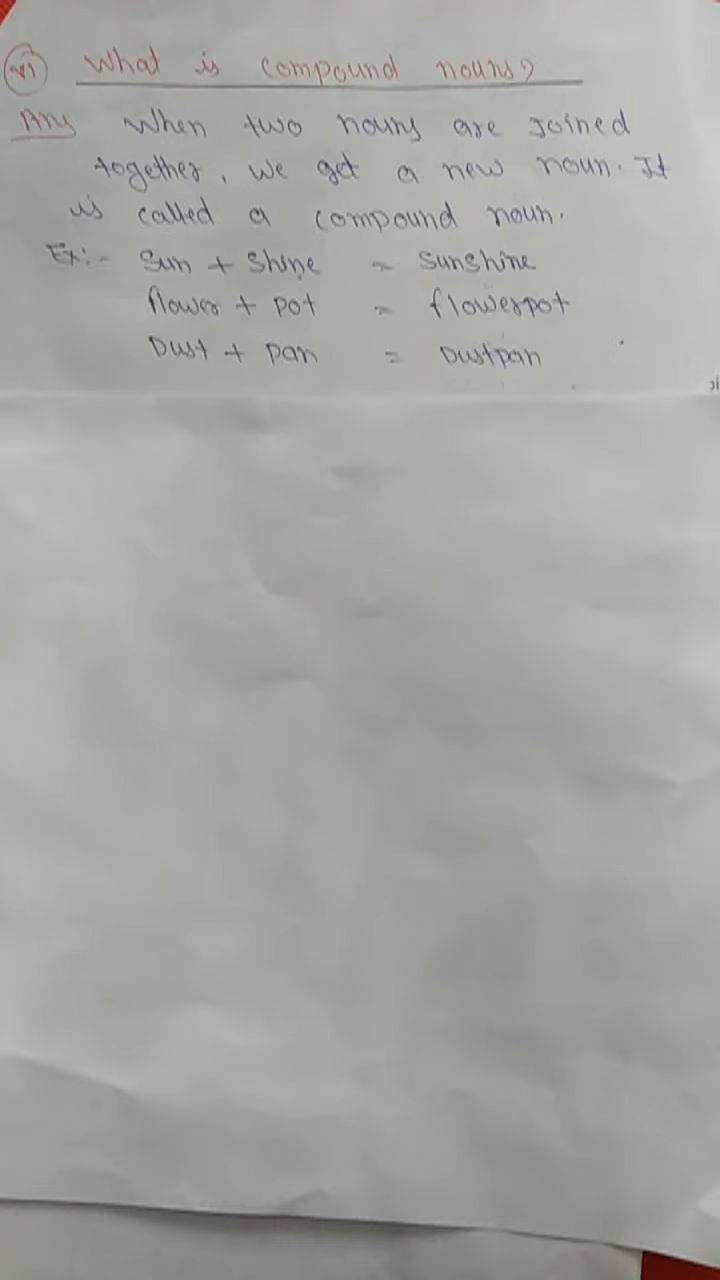 vi What is compound nouns?
Ans When two nouns are Joined
together, we get a new noun. It
is called a compound noun.
Ex:- Sun + Shine = Sunshine
flower + pot = flowerpot
Dust + pan = Dustpan